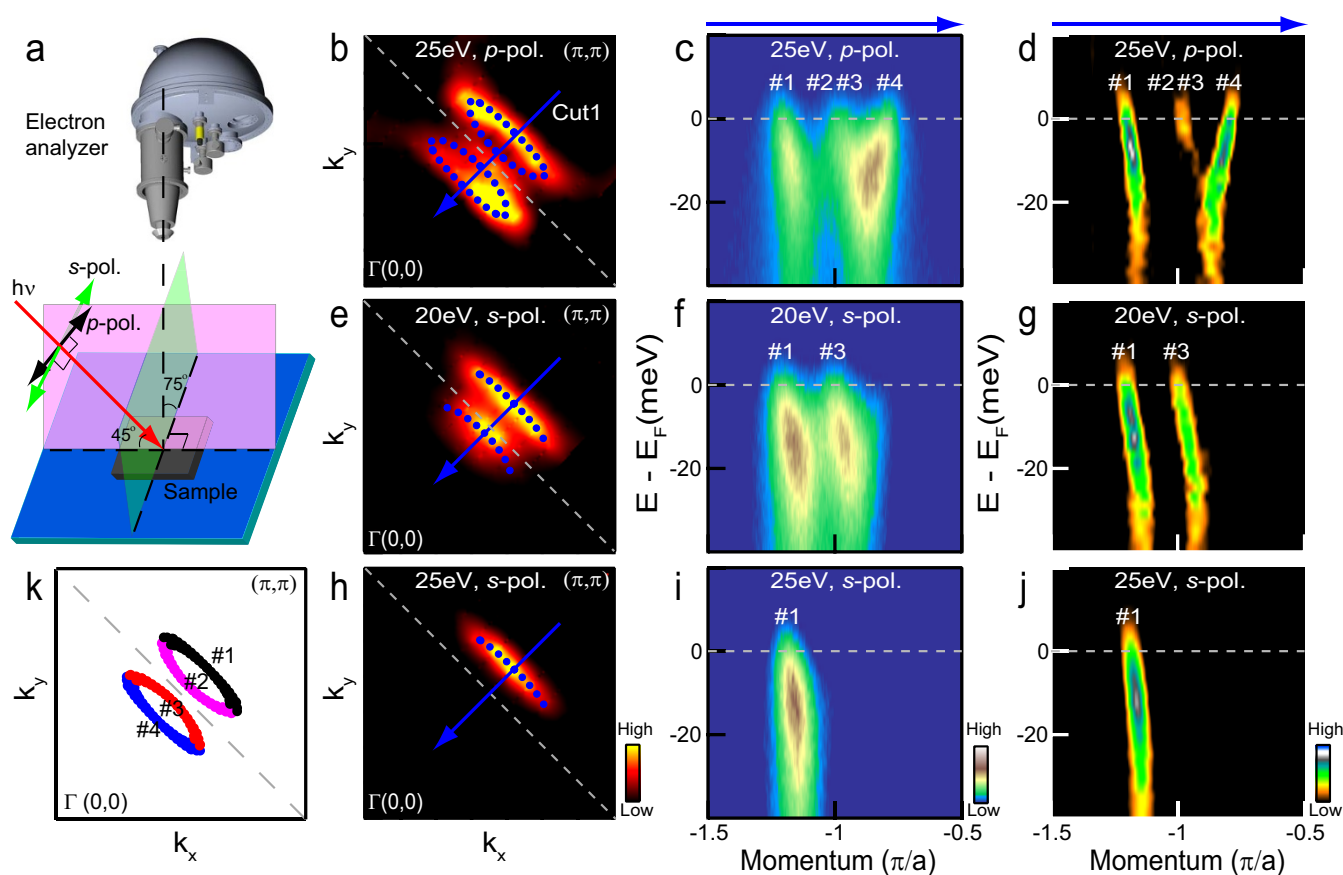 a
Electron
analyzer
s-pol.
hν
p-pol.
75°
45°
Sample
b
25eV, p-pol.
(π,π)
Cut1
k_y
Γ(0,0)
c
25eV, p-pol.
#1 #2 #3 #4
0
-20
d
25eV, p-pol.
#1 #2 #3 #4
0
-20
e
20eV, s-pol.
(π,π)
k_y
Γ(0,0)
f
20eV, s-pol.
#1 #3
0
-20
E - E_F(meV)
g
20eV, s-pol.
#1 #3
0
-20
E - E_F(meV)
k
(π,π)
#1
#2
#3
#4
k_y
Γ (0,0)
k_x
h
25eV, s-pol.
(π,π)
k_y
Γ(0,0)
High
Low
k_x
i
25eV, s-pol.
#1
0
-20
High
Low
-1.5 -1 -0.5
Momentum (π/a)
j
25eV, s-pol.
#1
0
-20
High
Low
-1.5 -1 -0.5
Momentum (π/a)